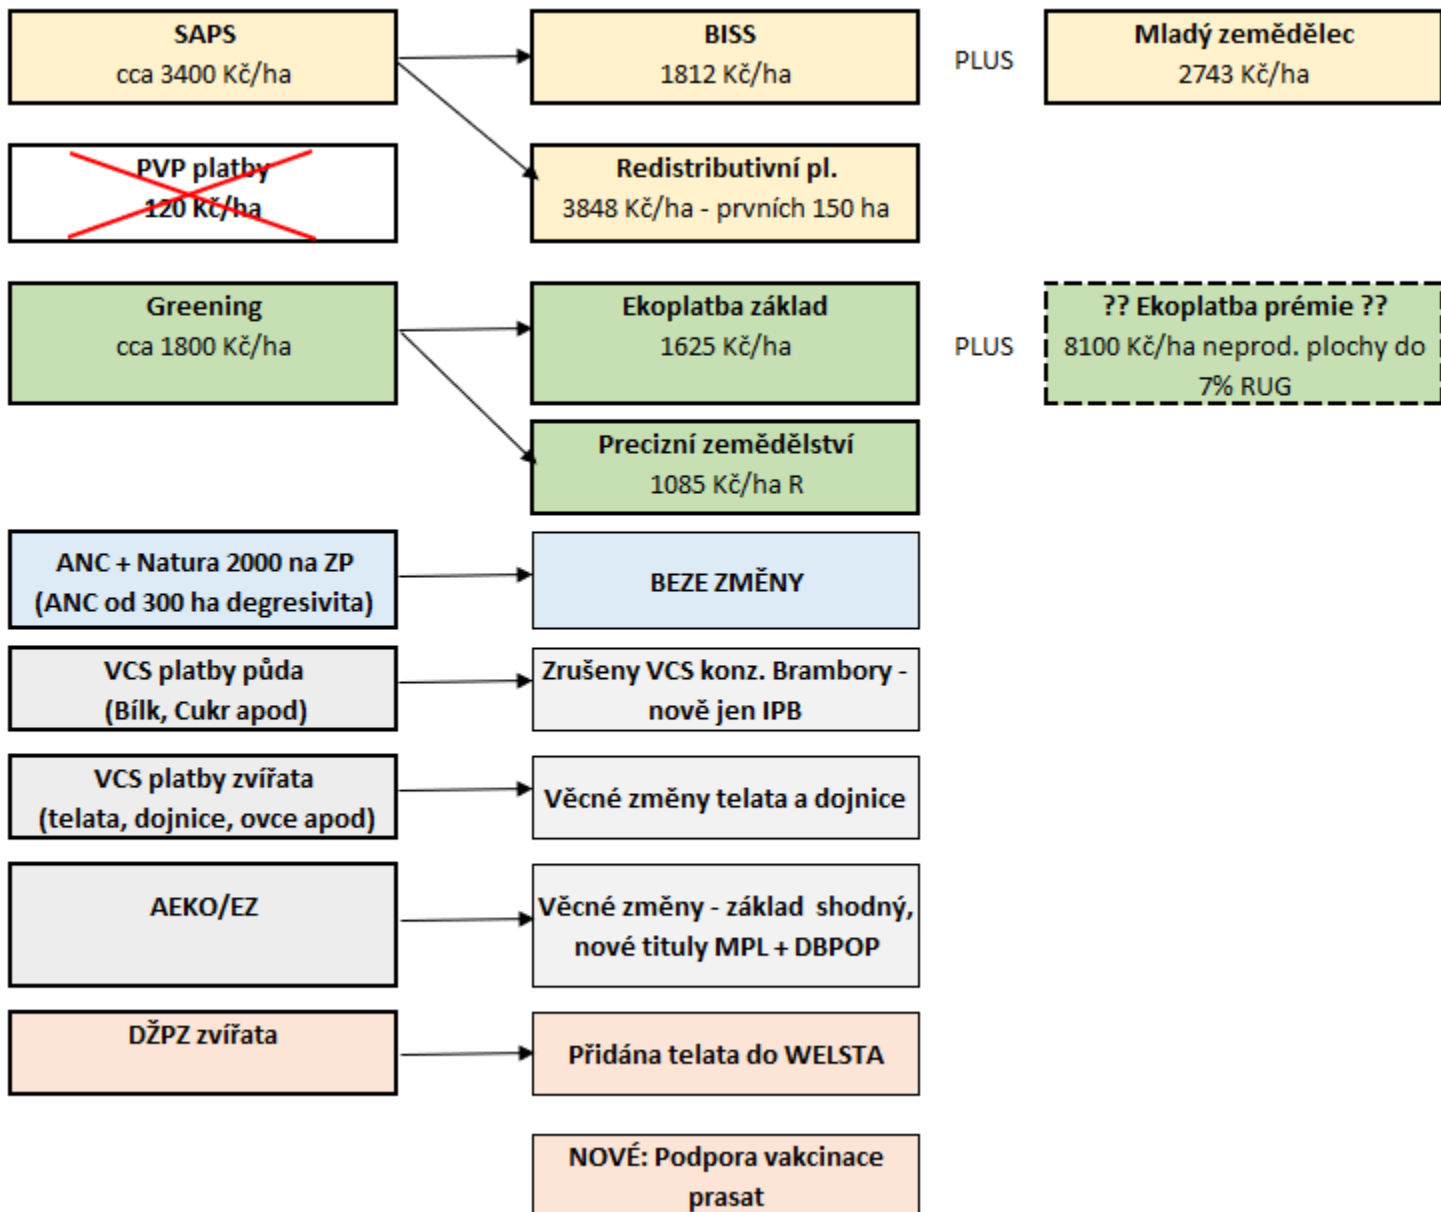 SAPS
cca 3400 Kč/ha
BISS
1812 Kč/ha
PLUS
Mladý zemědělec
2743 Kč/ha
PVP platby
120 Kč/ha
Redistributivní pl.
3848 Kč/ha - prvních 150 ha
Greening
cca 1800 Kč/ha
Ekoplatba základ
1625 Kč/ha
PLUS
?? Ekoplatba prémie ??
8100 Kč/ha neprod. plochy do
7% RUG
Precizní zemědělství
1085 Kč/ha R
ANC + Natura 2000 na ZP
(ANC od 300 ha degresivita)
BEZE ZMĚNY
VCS platby půda
(Bílk, Cukr apod)
Zrušeny VCS konz. Brambory -
nově jen IPB
VCS platby zvířata
(telata, dojnice, ovce apod)
Věcné změny telata a dojnice
AEKO/EZ
Věcné změny - základ shodný,
nové tituly MPL + DBPOP
DŽPZ zvířata
Přidána telata do WELSTA
NOVÉ: Podpora vakcinace
prasat